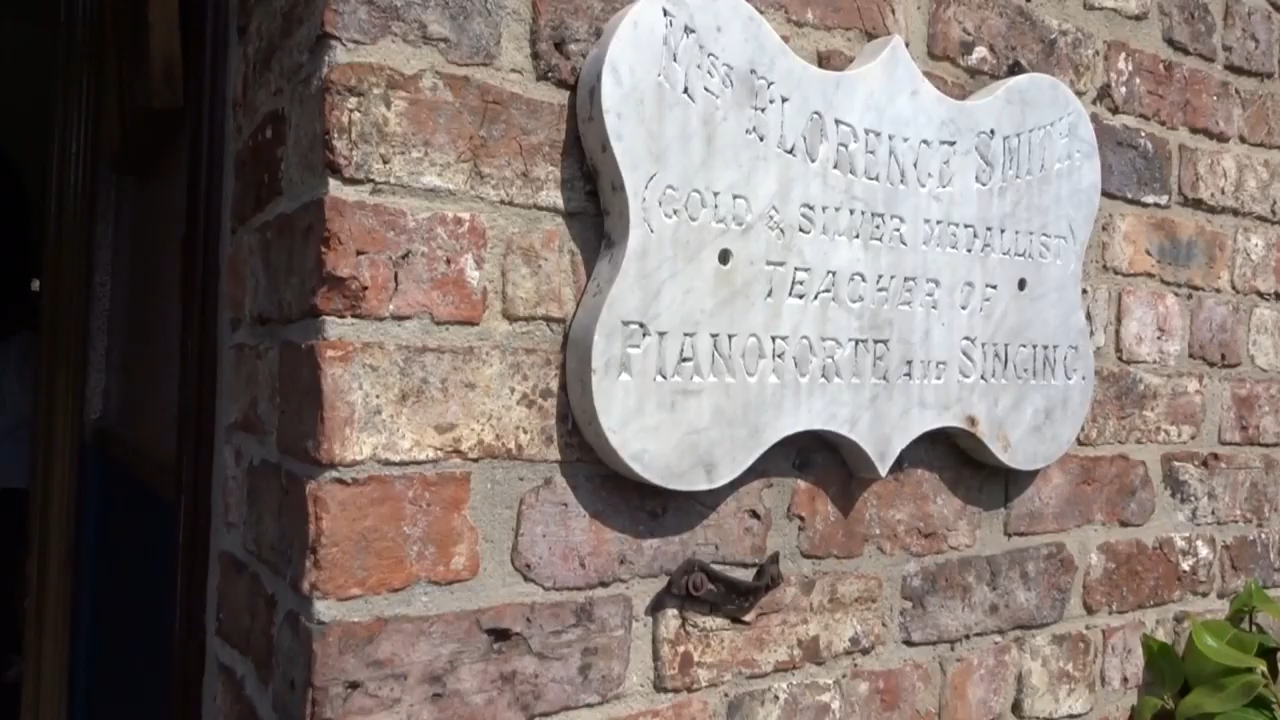 MISS FLORENCE SMITH,
(GOLD & SILVER MEDALLIST)
TEACHER OF
PIANOFORTE AND SINGING.